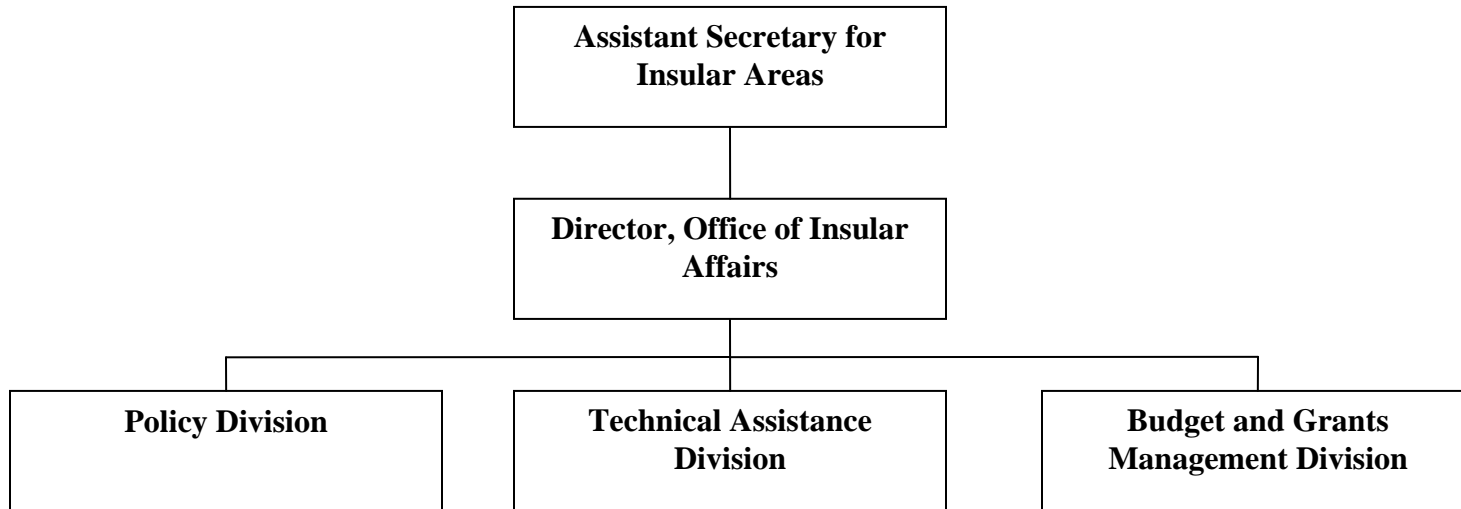 Assistant Secretary for
Insular Areas
Director, Office of Insular
Affairs
Policy Division
Technical Assistance
Division
Budget and Grants
Management Division